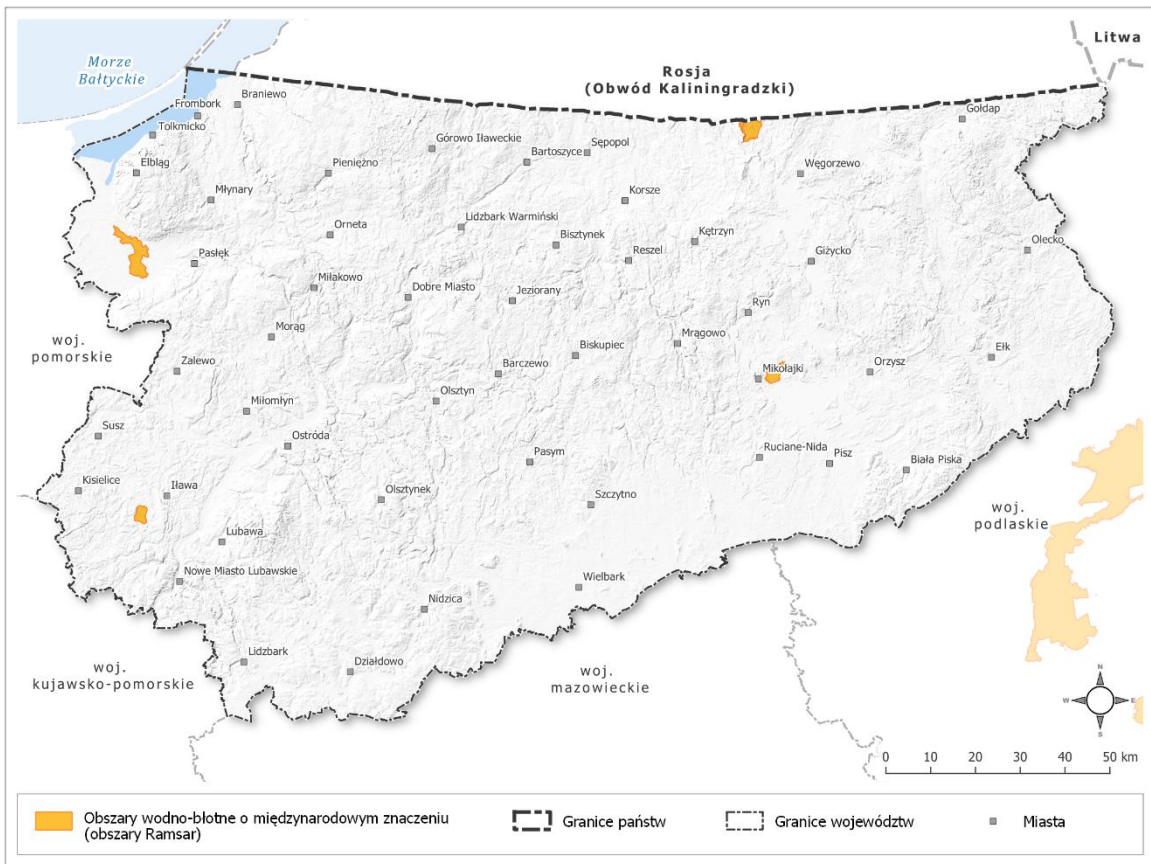 Morze
Bałtyckie
Litwa
Rosja
(Obwód Kaliningradzki)
Braniewo
Frombork
Tolkmicko
Gołdap
Górowo Iławeckie
Sępopol
Bartoszyce
Elbląg
Pieniężno
Węgorzewo
Młynary
Korsze
Lidzbark Warmiński
Orneta
Bisztynek
Kętrzyn
Olecko
Pasłęk
Reszel
Giżycko
Miłakowo
Dobre Miasto
Jeziorany
Ryn
Morąg
Mrągowo
woj.
pomorskie
Zalewo
Biskupiec
Ełk
Barczewo
Mikołajki
Orzysz
Olsztyn
Miłomłyn
Susz
Ostróda
Pasym
Ruciane-Nida
Pisz
Biała Piska
Kisielice
Iława
Olsztynek
Szczytno
woj.
podlaskie
Lubawa
Nowe Miasto Lubawskie
Wielbark
Nidzica
Lidzbark
Działdowo
woj.
kujawsko-pomorskie
woj.
mazowieckie
N
W
E
S
0 10 20 30 40 50 km
Obszary wodno-błotne o międzynarodowym znaczeniu
(obszary Ramsar)
Granice państw
Granice województw
Miasta